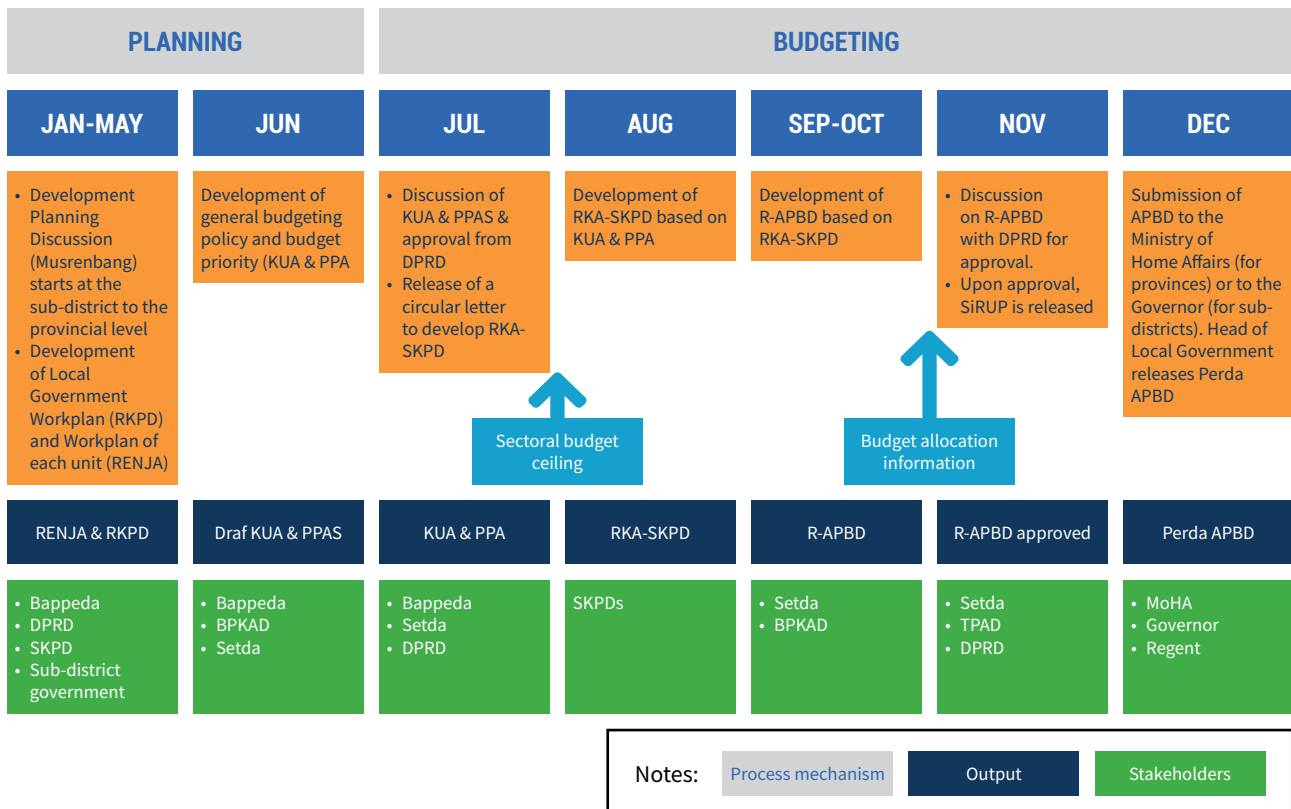 PLANNING
BUDGETING
JAN-MAY
JUN
JUL
AUG
SEP-OCT
NOV
DEC
• Development
Planning
Discussion
(Musrenbang)
starts at the
sub-district to the
provincial level
• Development
of Local
Government
Workplan (RKPD)
and Workplan of
each unit (RENJA)
Development of
general budgeting
policy and budget
priority (KUA & PPA
• Discussion of
KUA & PPAS &
approval from
DPRD
• Release of a
circular letter
to develop RKA-
SKPD
Development of
RKA-SKPD based on
KUA & PPA
Development of
R-APBD based on
RKA-SKPD
• Discussion
on R-APBD
with DPRD for
approval.
• Upon approval,
SiRUP is released
Submission of
APBD to the
Ministry of
Home Affairs (for
provinces) or to the
Governor (for sub-
districts). Head of
Local Government
releases Perda
APBD
Sectoral budget
ceiling
Budget allocation
information
RENJA & RKPD
Draf KUA & PPAS
KUA & PPA
RKA-SKPD
R-APBD
R-APBD approved
Perda APBD
• Bappeda
• DPRD
• SKPD
• Sub-district
government
• Bappeda
• BPKAD
• Setda
• Bappeda
• Setda
• DPRD
SKPDs
• Setda
• BPKAD
• Setda
• TPAD
• DPRD
• MoHA
• Governor
• Regent
Notes:
Process mechanism
Output
Stakeholders